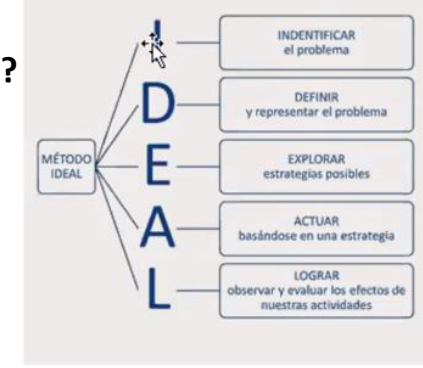 ?
MÉTODO
IDEAL
I
INDENTIFICAR
el problema
D
DEFINIR
y representar el problema
E
EXPLORAR
estrategias posibles
A
ACTUAR
basándose en una estrategia
L
LOGRAR
observar y evaluar los efectos de
nuestras actividades